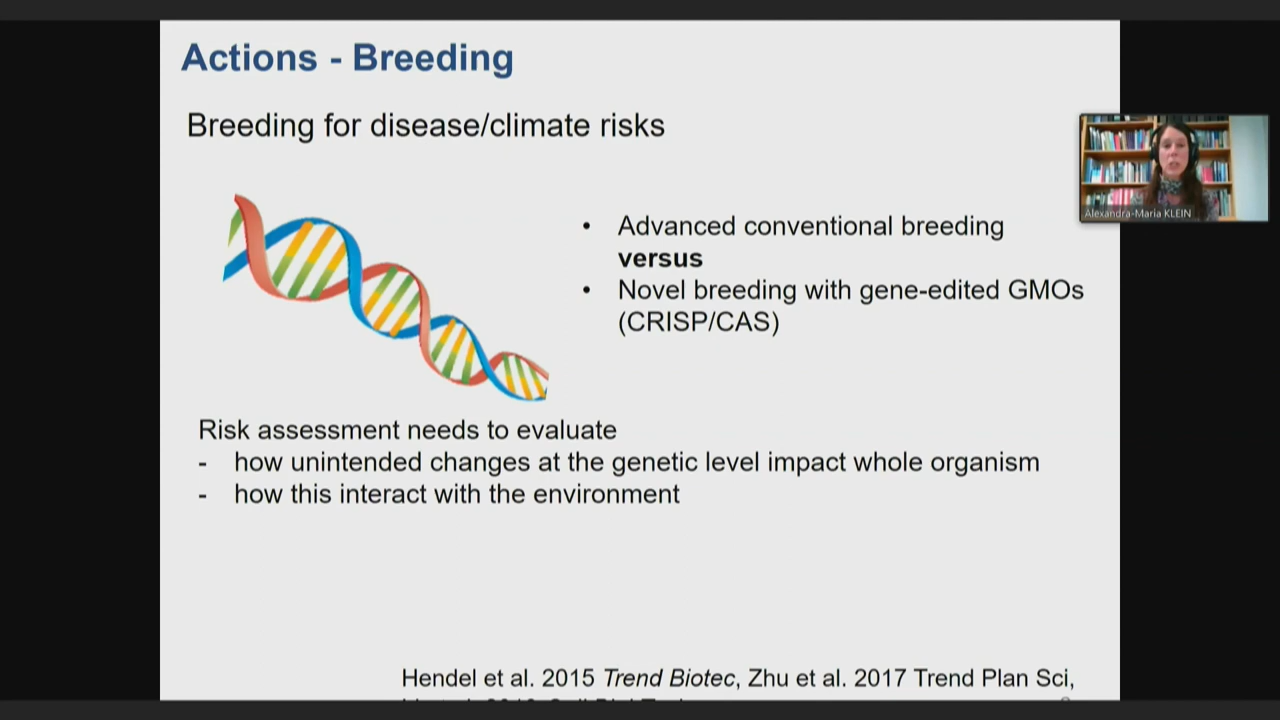 Actions - Breeding
Breeding for disease/climate risks
• Advanced conventional breeding
versus
• Novel breeding with gene-edited GMOs
(CRISP/CAS)
Alexandra-Maria KLEIN
Risk assessment needs to evaluate
- how unintended changes at the genetic level impact whole organism
- how this interact with the environment
Hendel et al. 2015 Trend Biotec, Zhu et al. 2017 Trend Plan Sci,